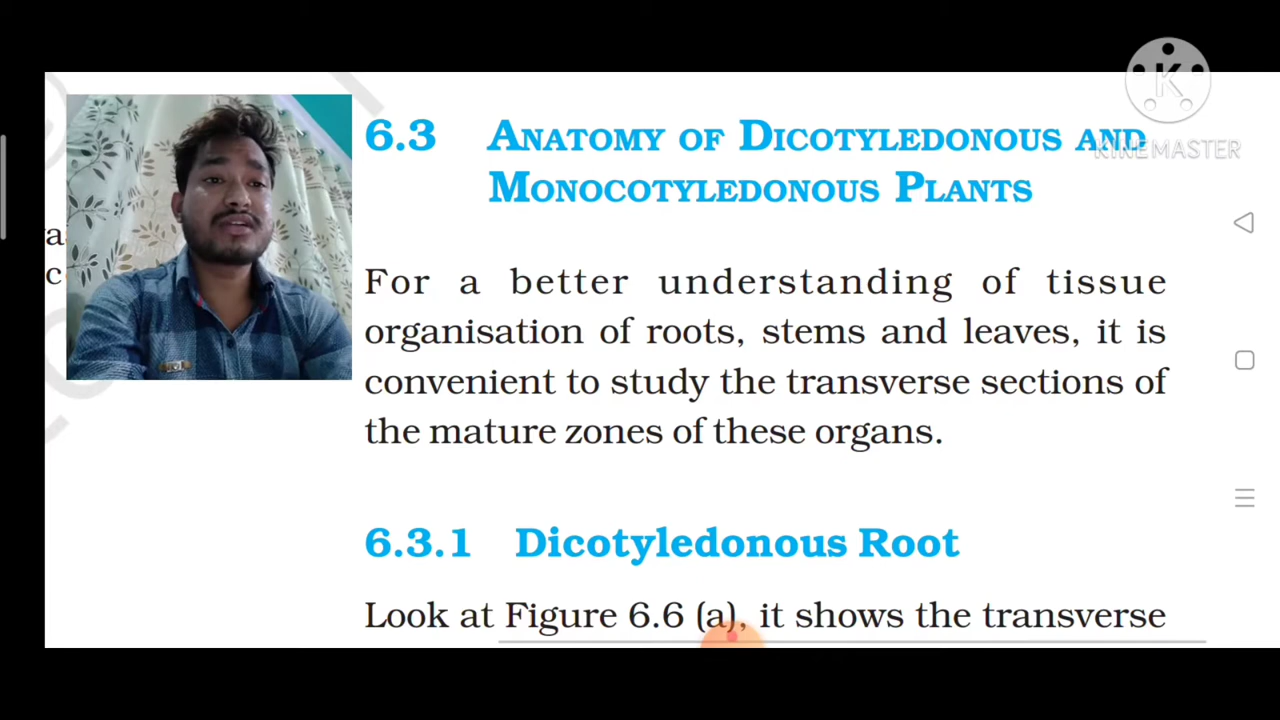 6.3 ANATOMY OF DICOTYLEDONOUS AND
MONOCOTYLEDONOUS PLANTS
For a better understanding of tissue
organisation of roots, stems and leaves, it is
convenient to study the transverse sections of
the mature zones of these organs.
6.3.1 Dicotyledonous Root
Look at Figure 6.6 (a), it shows the transverse
K
KINEMASTER